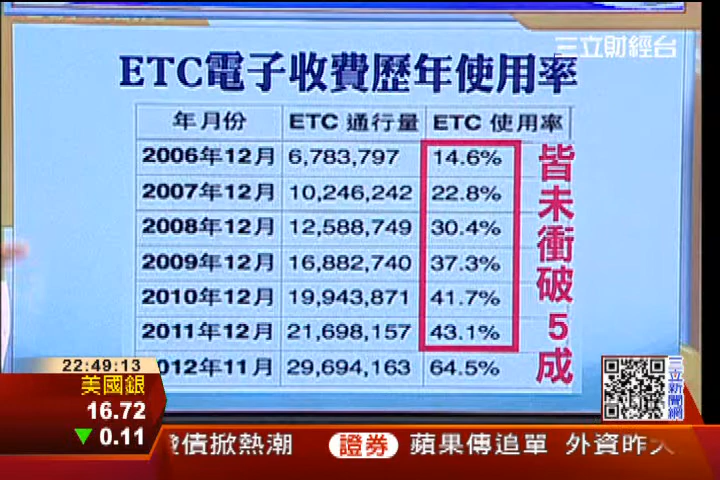 三立財經台
ETC電子收費歷年使用率
年月份 ETC 通行量 ETC 使用率
2006年12月 6,783,797 14.6%
2007年12月 10,246,242 22.8%
2008年12月 12,588,749 30.4%
2009年12月 16,882,740 37.3%
2010年12月 19,943,871 41.7%
2011年12月 21,698,157 43.1%
012年12月 29,694,163 64.5%
皆未衝破5成
三立新聞網
22:49:13
美國銀
16.72
▼0.11
債掀熱潮 證券 蘋果傳追單 外資昨